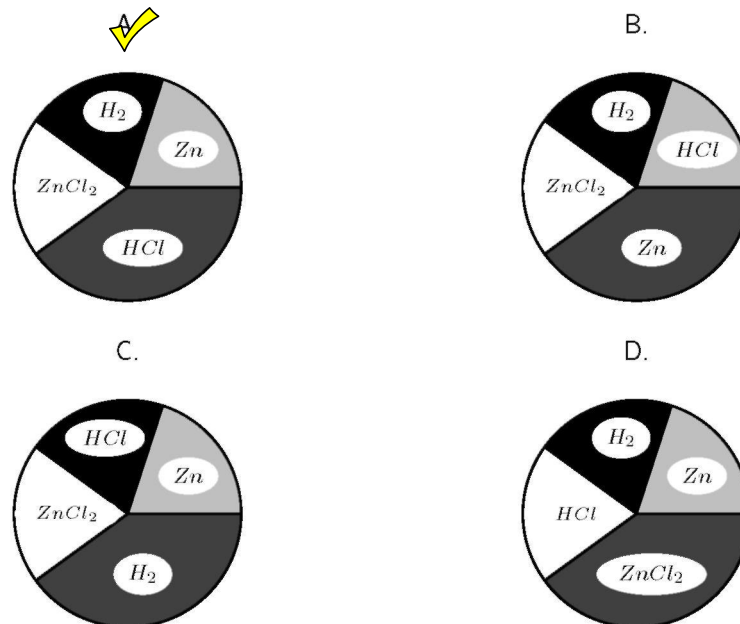 A
B.
H₂
Zn
ZnCl₂
HCl
H₂
HCl
ZnCl₂
Zn
C.
D.
HCl
Zn
ZnCl₂
H₂
H₂
Zn
HCl
ZnCl₂